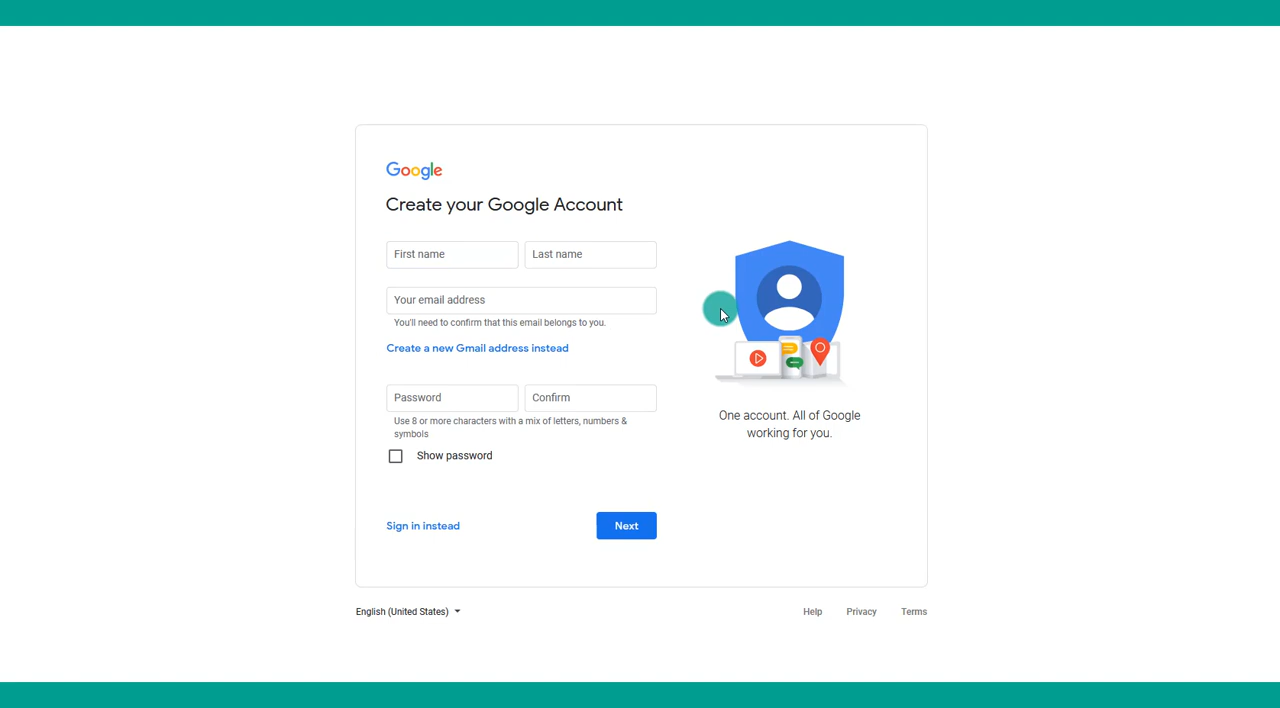 Google
Create your Google Account
First name
Last name
Your email address
You'll need to confirm that this email belongs to you.
Create a new Gmail address instead
Password
Confirm
Use 8 or more characters with a mix of letters, numbers &
symbols
Show password
Sign in instead
Next
One account. All of Google
working for you.
English (United States)
Help
Privacy
Terms